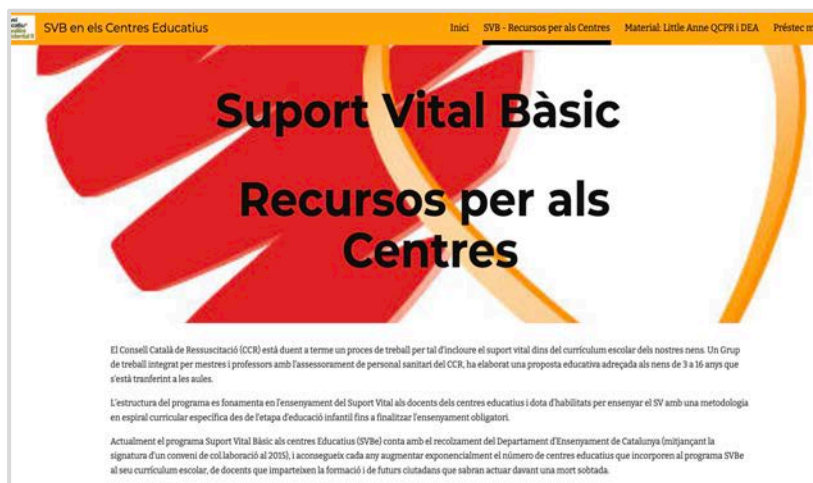 SVB en els Centres Educatius
Inici SVB - Recursos per als Centres Material: Little Anne QCPR i DEA Préstec m
Suport Vital Bàsic
Recursos per als
Centres
El Consell Català de Ressuscitació (CCR) està duent a terme un proces de treball per tal d'incloure el suport vital dins del currículum escolar dels nostres nens. Un Grup
de treball integrat per mestres i professors amb l'assessorament de personal sanitari del CCR, ha elaborat una proposta educativa adreçada als nens de 3 a 16 anys que
s'està tranferint a les aules.
L'estructura del programa es fonamenta en l'ensenyament del Suport Vital als docents dels centres educatius i dota d'habilitats per ensenyar el SV amb una metodologia
en espiral curricular específica des de l'etapa d'educació infantil fins a finalitzar l'ensenyament obligatori.
Actualment el programa Suport Vital Bàsic als centres Educatius (SVBe) conta amb el recolzament del Departament d'Ensenyament de Catalunya (mitjançant la
signatura d'un conveni de col.laboració al 2015), i aconsegueix cada any augmentar exponencialment el número de centres educatius que incorporen al programa SVBe
al seu currículum escolar, de docents que imparteixen la formació i de futurs ciutadans que sabran actuar davant una mort sobtada.